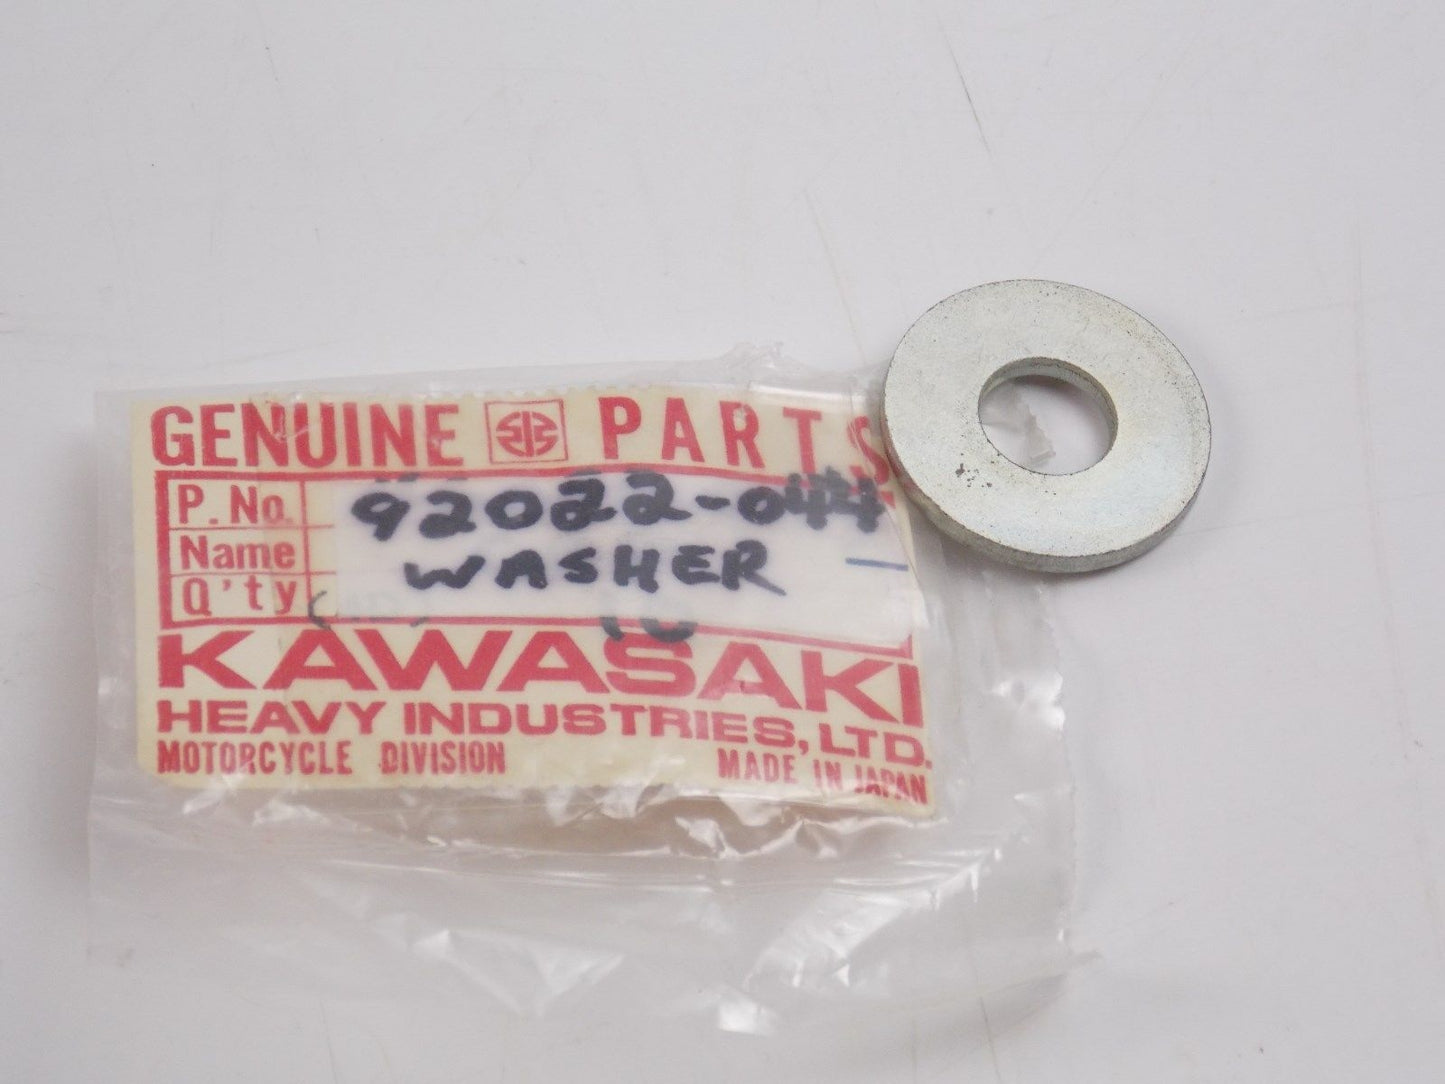 GENUINE PARTS
P. No. 92022-044
Name WASHER
Q'ty
KAWASAKI
HEAVY INDUSTRIES, LTD.
MOTORCYCLE DIVISION MADE IN JAPAN